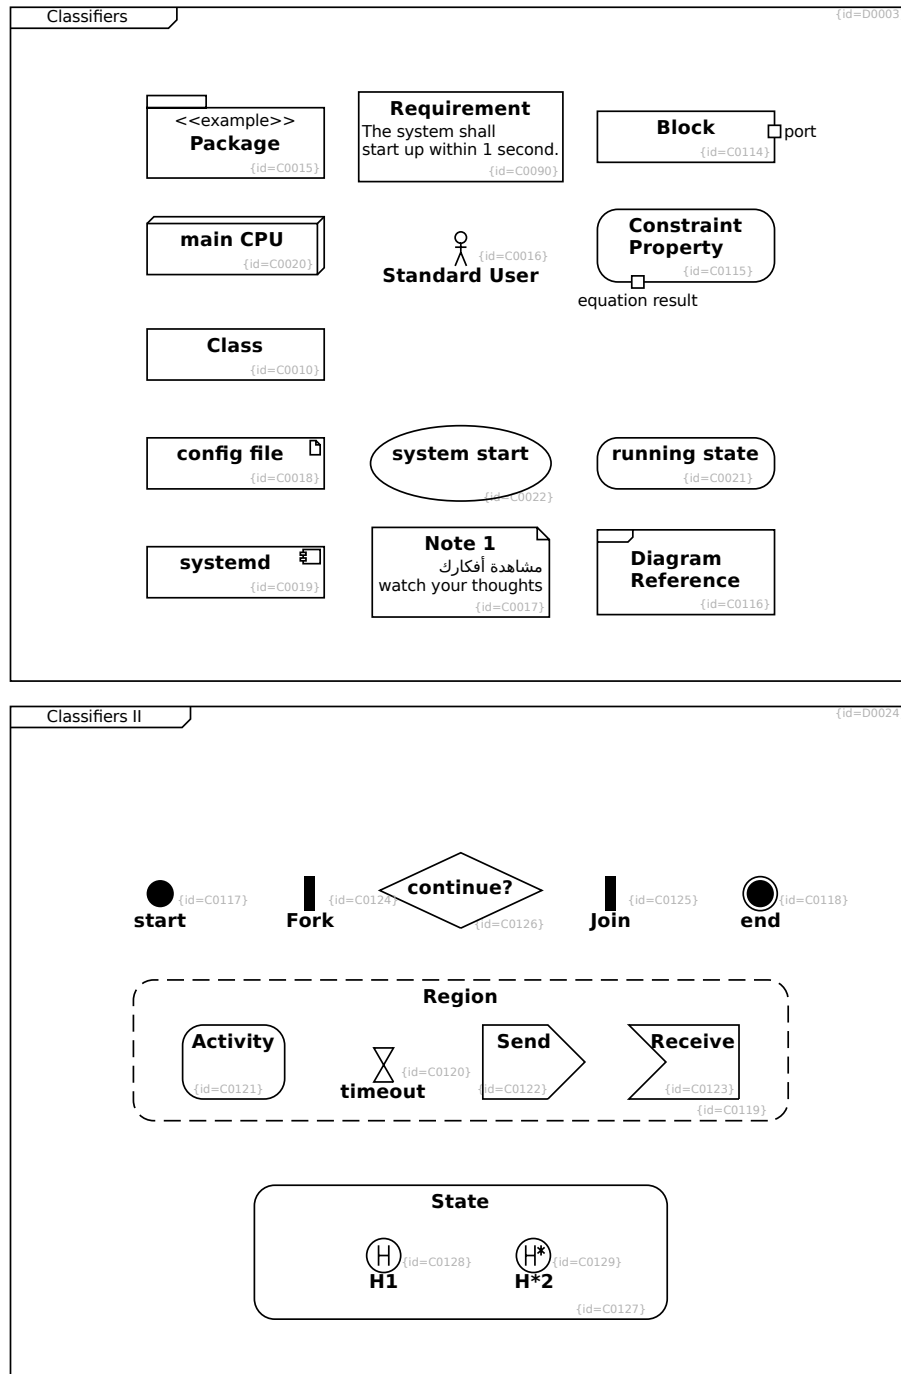 Classifiers
{id=D0003
<<example>>
Package
{id=C0015}
Requirement
The system shall
start up within 1 second.
{id=C0090}
Block
port
{id=C0114}
main CPU
{id=C0020}
{id=C0016}
Standard User
Constraint
Property
{id=C0115}
equation result
Class
{id=C0010}
config file
{id=C0018}
system start
{id=C0022}
running state
{id=C0021}
systemd
{id=C0019}
Note 1
مشاهدة أفكارك
watch your thoughts
{id=C0017}
Diagram
Reference
{id=C0116}
Classifiers II
{id=D0024
{id=C0117}
start
{id=C0124}
Fork
continue?
{id=C0126}
{id=C0125}
Join
{id=C0118}
end
Region
Activity
{id=C0121}
{id=C0120}
timeout
Send
{id=C0122}
Receive
{id=C0123}
{id=C0119}
State
H
{id=C0128}
H1
H*
{id=C0129}
H*2
{id=C0127}